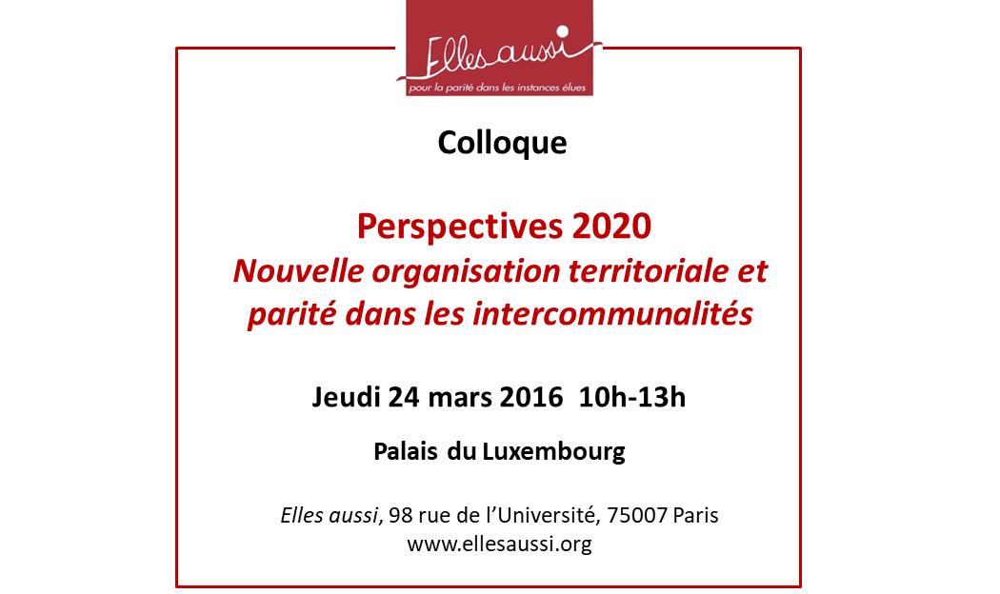 Elles aussi
pour la parité dans les instances élues
Colloque
Perspectives 2020
Nouvelle organisation territoriale et
parité dans les intercommunalités
Jeudi 24 mars 2016 10h-13h
Palais du Luxembourg
Elles aussi, 98 rue de l’Université, 75007 Paris
www.ellesaussi.org